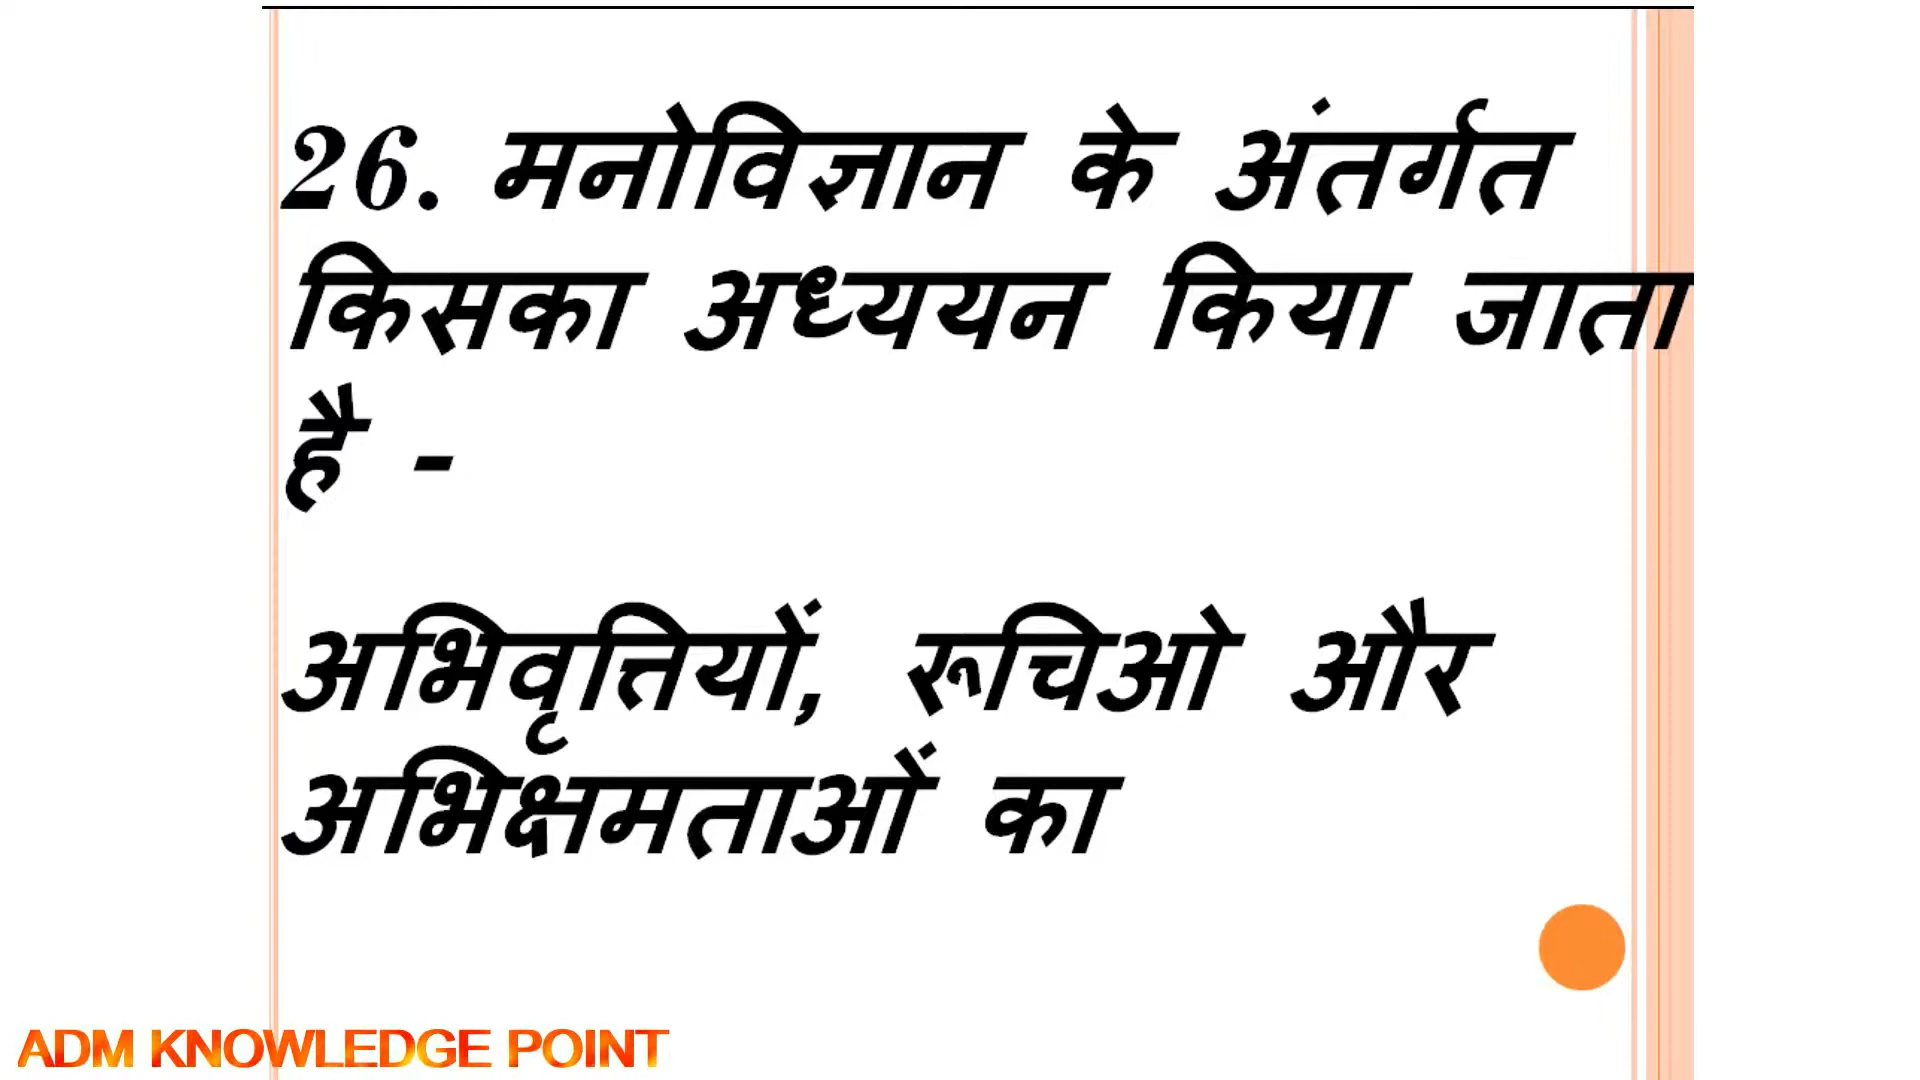 26. मनोविज्ञान के अंतर्गत
किसका अध्ययन किया जाता
है -
अभिवृत्तियों, रूचिओ और
अभिक्षमताओं का
ADM KNOWLEDGE POINT